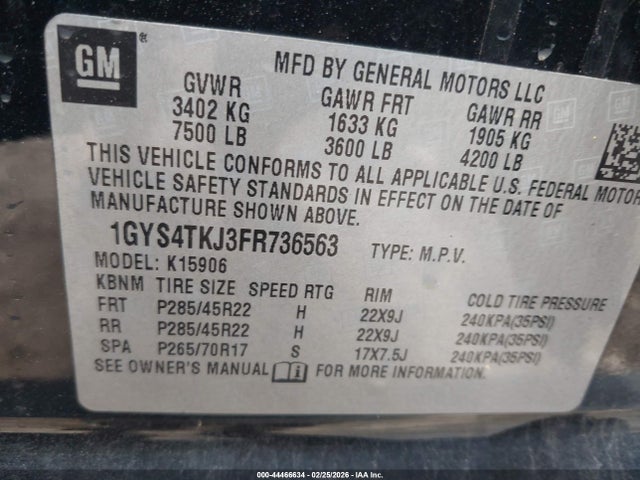 GM
MFD BY GENERAL MOTORS LLC
GVWR GAWR FRT GAWR RR
3402 KG 1633 KG 1905 KG
7500 LB 3600 LB 4200 LB
THIS VEHICLE CONFORMS TO ALL APPLICABLE U.S. FEDERAL MOTOR
VEHICLE SAFETY STANDARDS IN EFFECT ON THE DATE OF
MANUFACTURE SHOWN ABOVE.
1GYS4TKJ3FR736563 TYPE: M.P.V.
MODEL: K15906
KBNM TIRE SIZE SPEED RTG RIM COLD TIRE PRESSURE
FRT P285/45R22 H 22X9J 240KPA(35PSI)
RR P285/45R22 H 22X9J 240KPA(35PSI)
SPA P265/70R17 S 17X7.5J 240KPA(35PSI)
SEE OWNER'S MANUAL FOR MORE INFORMATION.
000-44466634 - 02/25/2026 - IAA Inc.